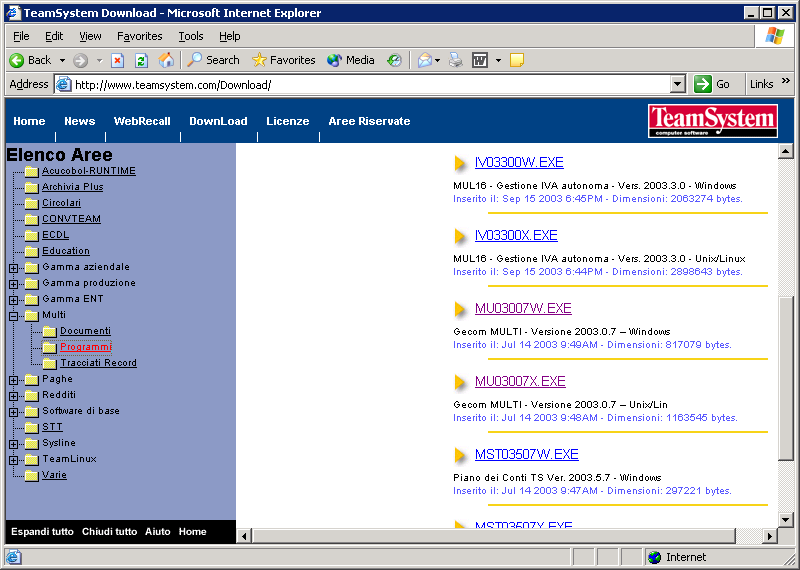 TeamSystem Download - Microsoft Internet Explorer
File Edit View Favorites Tools Help
Back Search Favorites Media
Address http://www.teamsystem.com/Download/ Go Links »
Home News WebRecall DownLoad Licenze Aree Riservate
TeamSystem
computer software
Elenco Aree
Acucobol-RUNTIME
Archivia Plus
Circolari
CONVTEAM
ECDL
Education
Gamma aziendale
Gamma produzione
Gamma ENT
Multi
Documenti
Programmi
Tracciati Record
Paghe
Redditi
Software di base
STT
Sysline
TeamLinux
Varie
Espandi tutto Chiudi tutto Aiuto Home
IV03300W.EXE
MUL16 - Gestione IVA autonoma - Vers. 2003.3.0 - Windows
Inserito il: Sep 15 2003 6:45PM - Dimensioni: 2063274 bytes.
IV03300X.EXE
MUL16 - Gestione IVA autonoma - Vers. 2003.3.0 - Unix/Linux
Inserito il: Sep 15 2003 6:44PM - Dimensioni: 2898643 bytes.
MU03007W.EXE
Gecom MULTI - Versione 2003.0.7 – Windows
Inserito il: Jul 14 2003 9:49AM - Dimensioni: 817079 bytes.
MU03007X.EXE
Gecom MULTI - Versione 2003.0.7 – Unix/Lin
Inserito il: Jul 14 2003 9:48AM - Dimensioni: 1163545 bytes.
MST03507W.EXE
Piano dei Conti TS Ver. 2003.5.7 - Windows
Inserito il: Jul 14 2003 9:47AM - Dimensioni: 297221 bytes.
MST03507X.EXE
Internet